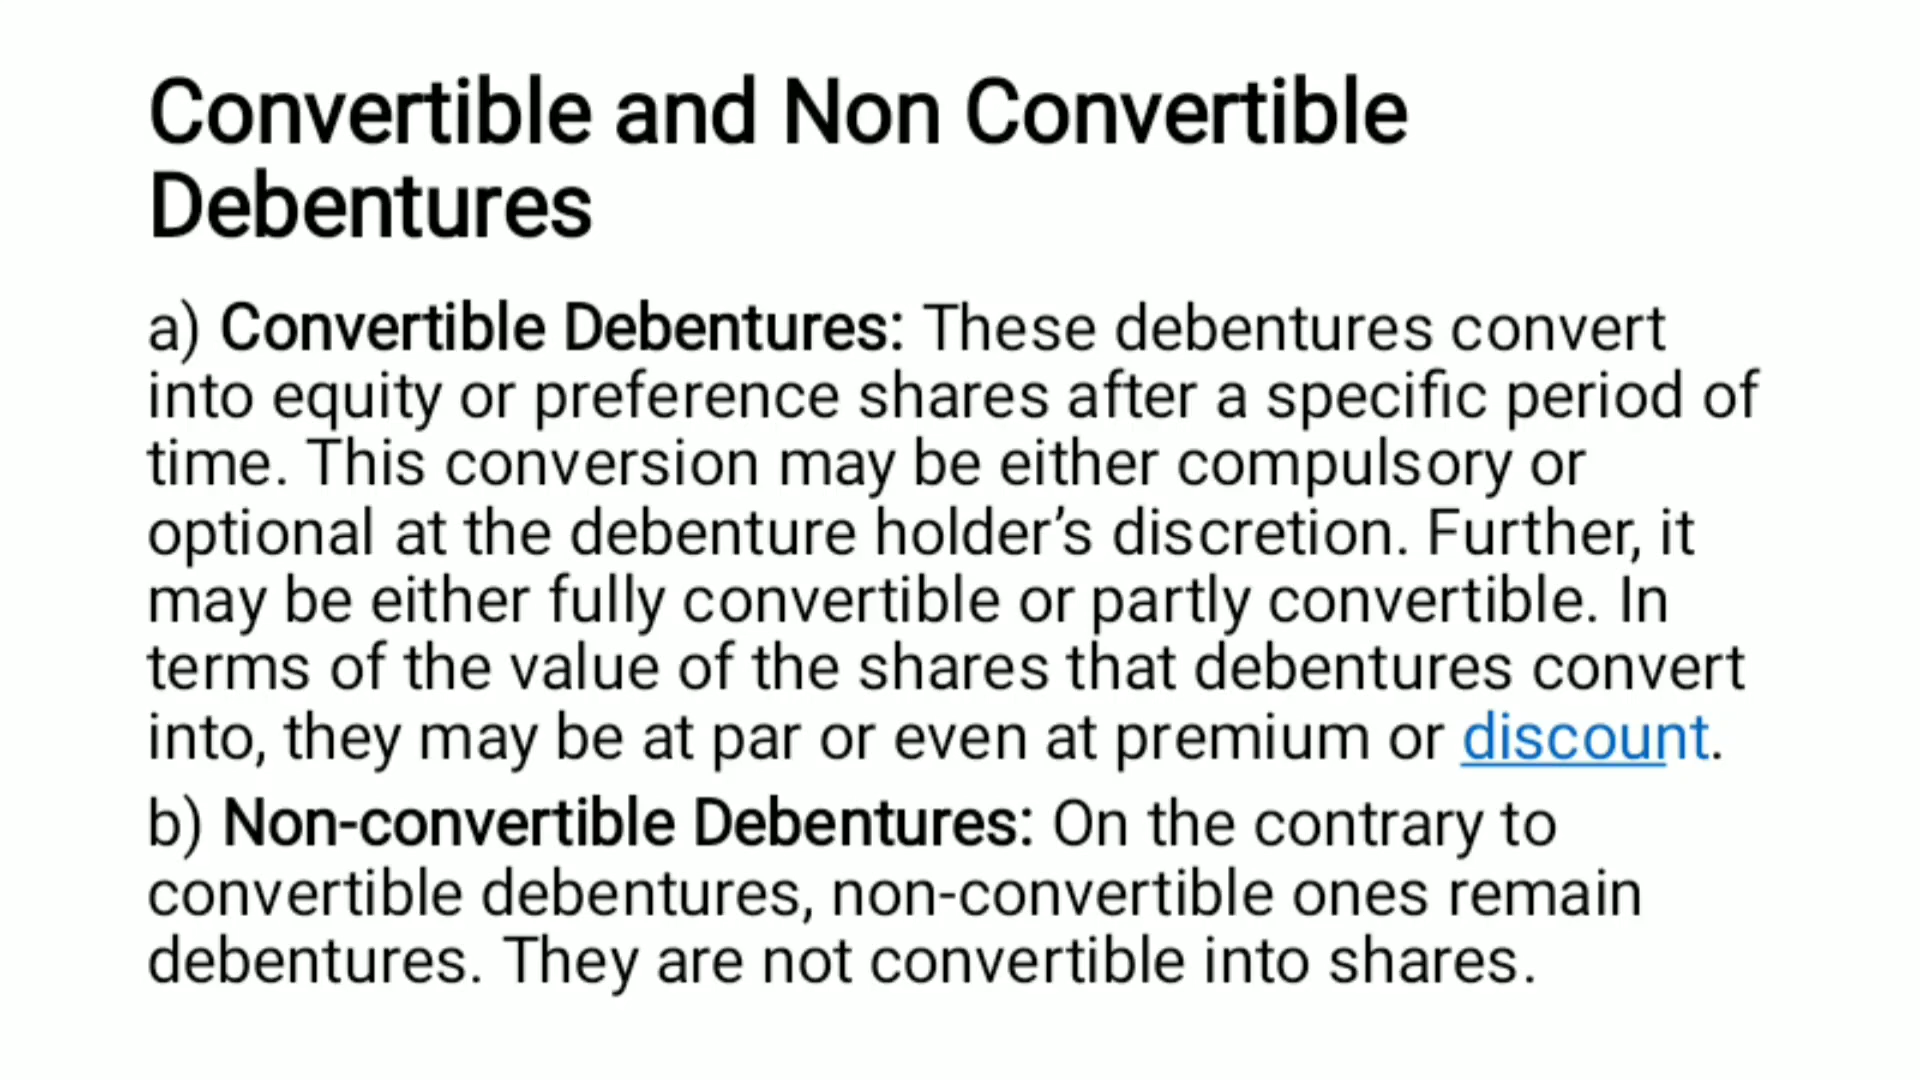 Convertible and Non Convertible
Debentures
a) Convertible Debentures: These debentures convert
into equity or preference shares after a specific period of
time. This conversion may be either compulsory or
optional at the debenture holder’s discretion. Further, it
may be either fully convertible or partly convertible. In
terms of the value of the shares that debentures convert
into, they may be at par or even at premium or discount.
b) Non-convertible Debentures: On the contrary to
convertible debentures, non-convertible ones remain
debentures. They are not convertible into shares.